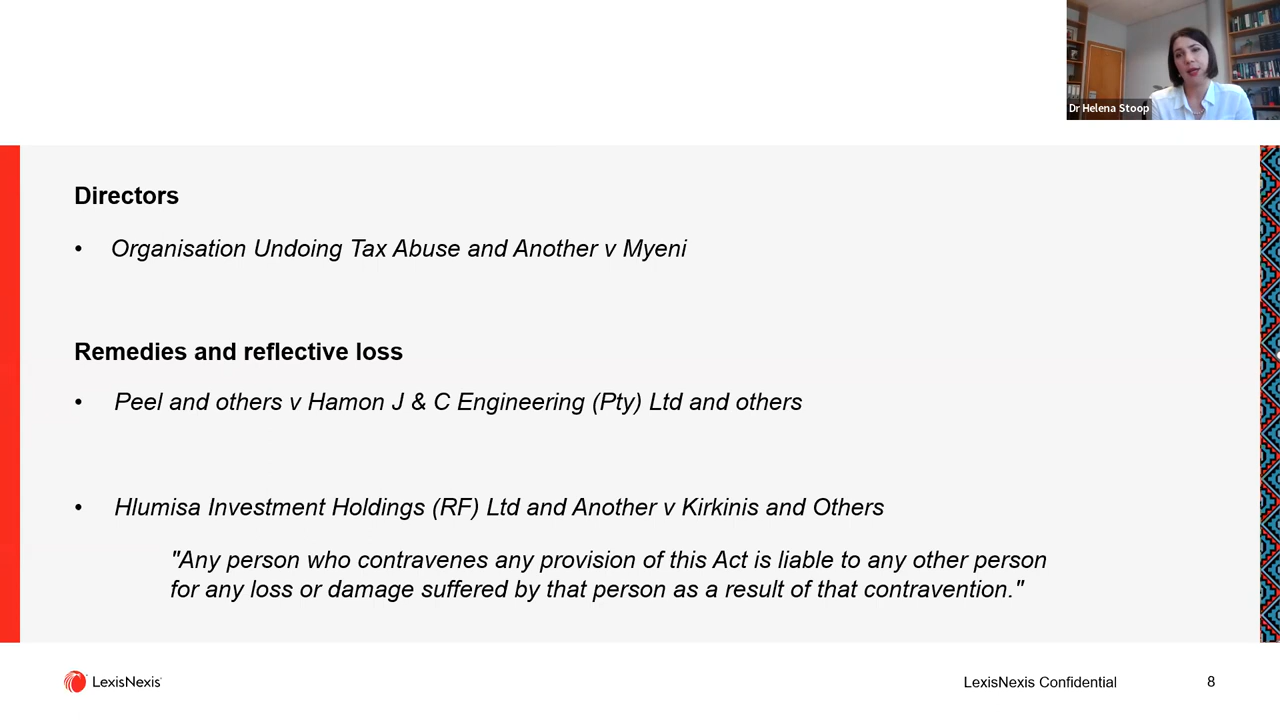 Dr Helena Stoop
Directors
• Organisation Undoing Tax Abuse and Another v Myeni
Remedies and reflective loss
• Peel and others v Hamon J & C Engineering (Pty) Ltd and others
• Hlumisa Investment Holdings (RF) Ltd and Another v Kirkinis and Others
"Any person who contravenes any provision of this Act is liable to any other person
for any loss or damage suffered by that person as a result of that contravention."
LexisNexis
LexisNexis Confidential
8